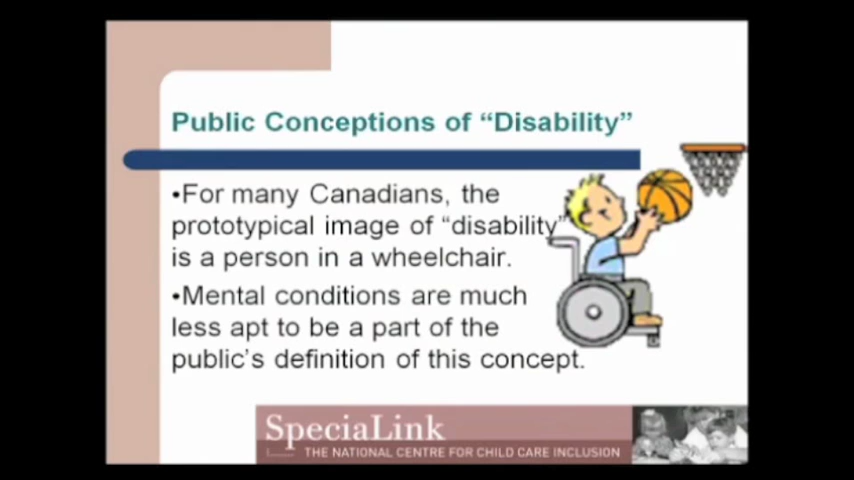 Public Conceptions of “Disability”
•For many Canadians, the
prototypical image of “disability”
is a person in a wheelchair.
•Mental conditions are much
less apt to be a part of the
public’s definition of this concept.
SpeciaLink
THE NATIONAL CENTRE FOR CHILD CARE INCLUSION